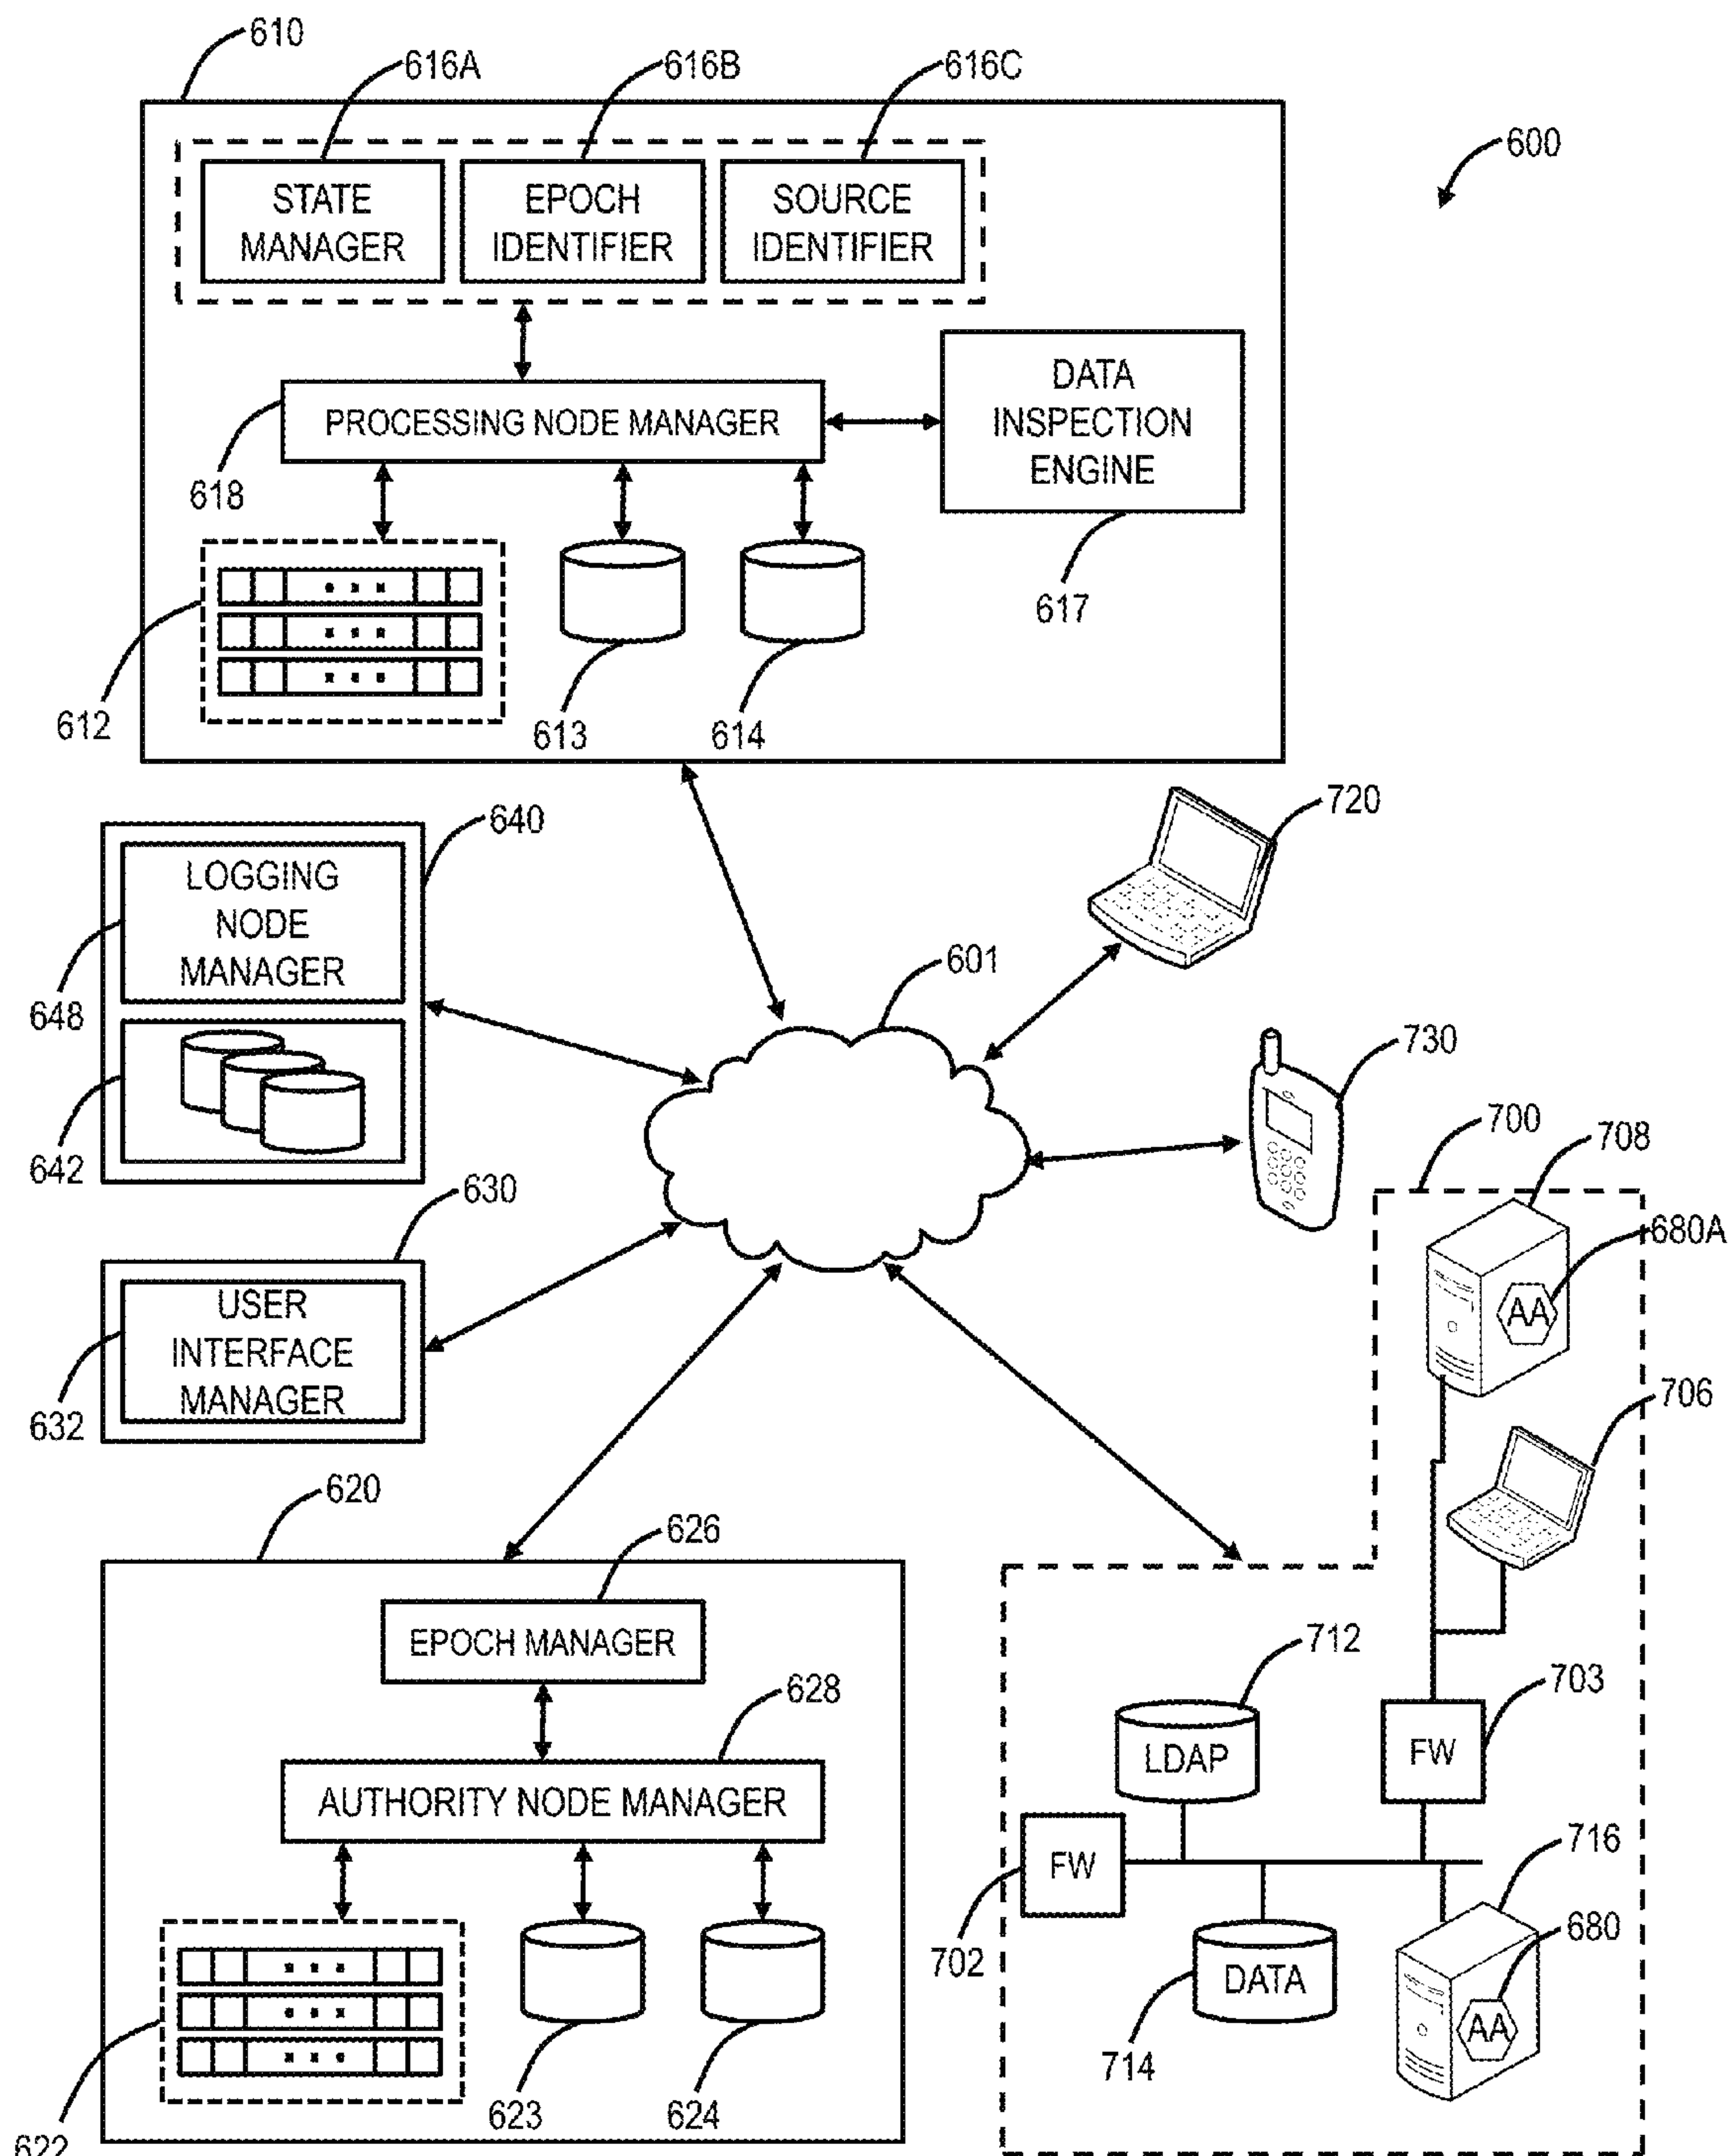 610
616A
616B
616C
600
STATE
MANAGER
EPOCH
IDENTIFIER
SOURCE
IDENTIFIER
DATA
INSPECTION
ENGINE
PROCESSING NODE MANAGER
618
617
612
613
614
720
640
LOGGING
NODE
MANAGER
648
601
730
642
700
708
630
680A
USER
INTERFACE
MANAGER
632
AA
706
620
626
EPOCH MANAGER
712
703
628
LDAP
FW
AUTHORITY NODE MANAGER
FW
716
702
DATA
680
AA
714
623
624
622